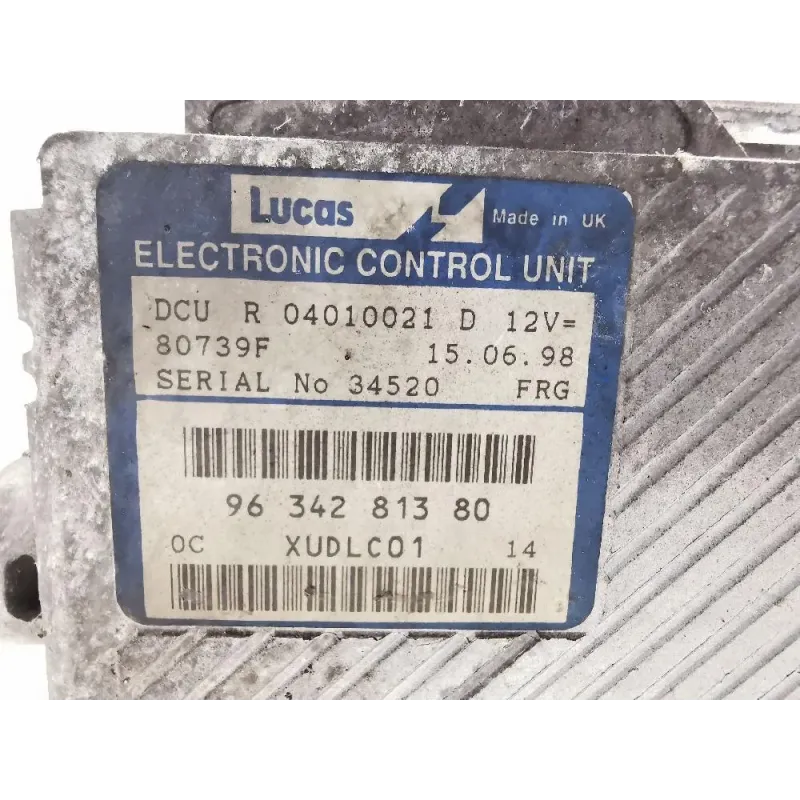 Lucas Made in UK
ELECTRONIC CONTROL UNIT
DCU R 04010021 D 12V=
80739F 15.06.98
SERIAL No 34520 FRG
96 342 813 80
0C XUDLC01 14